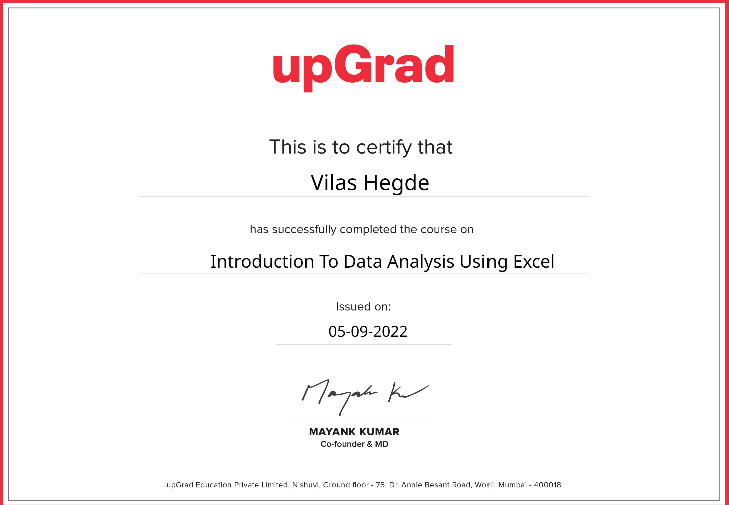 upGrad
This is to certify that
Vilas Hegde
has successfully completed the course on
Introduction To Data Analysis Using Excel
Issued on:
05-09-2022
Mayank Ku
MAYANK KUMAR
Co-founder & MD
upGrad Education Private Limited, Nishuvi, Ground floor - 75, Dr. Annie Besant Road, Worli, Mumbai - 400018